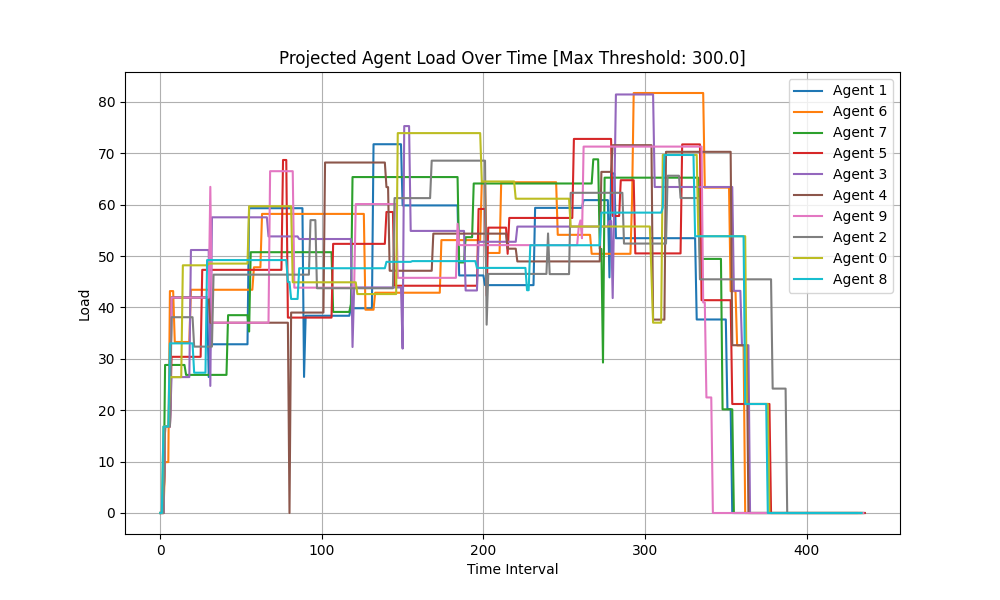 Projected Agent Load Over Time [Max Threshold: 300.0]
Load
80
70
60
50
40
30
20
10
0
0 100 200 300 400
Time Interval
Agent 1
Agent 6
Agent 7
Agent 5
Agent 3
Agent 4
Agent 9
Agent 2
Agent 0
Agent 8